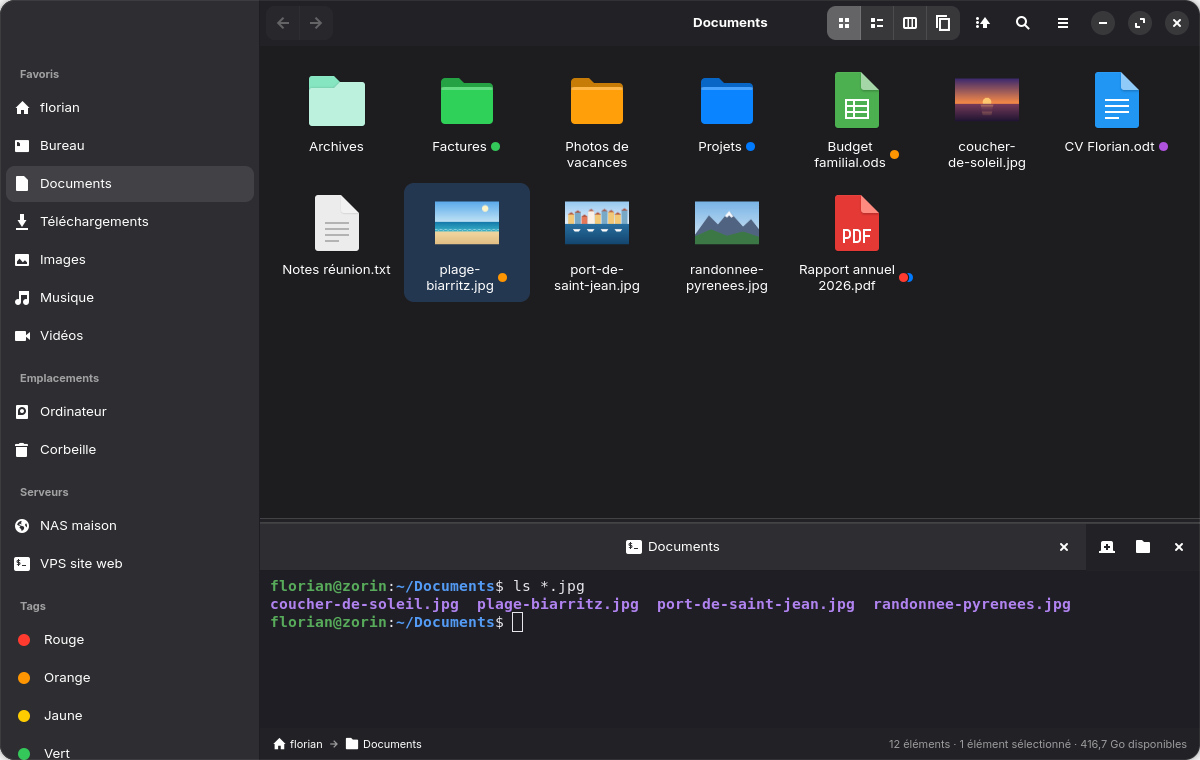 Documents
Favoris
florian
Bureau
Documents
Téléchargements
Images
Musique
Vidéos
Emplacements
Ordinateur
Corbeille
Serveurs
NAS maison
VPS site web
Tags
Rouge
Orange
Jaune
Vert
Archives
Factures
Photos de
vacances
Projets
Budget
familial.ods
coucher-
de-soleil.jpg
CV Florian.odt
Notes réunion.txt
plage-
biarritz.jpg
port-de-
saint-jean.jpg
randonnee-
pyrenees.jpg
PDF
Rapport annuel
2026.pdf
$_ Documents
florian@zorin:~/Documents$ ls *.jpg
coucher-de-soleil.jpg  plage-biarritz.jpg  port-de-saint-jean.jpg  randonnee-pyrenees.jpg
florian@zorin:~/Documents$
florian → Documents
12 éléments · 1 élément sélectionné · 416,7 Go disponibles